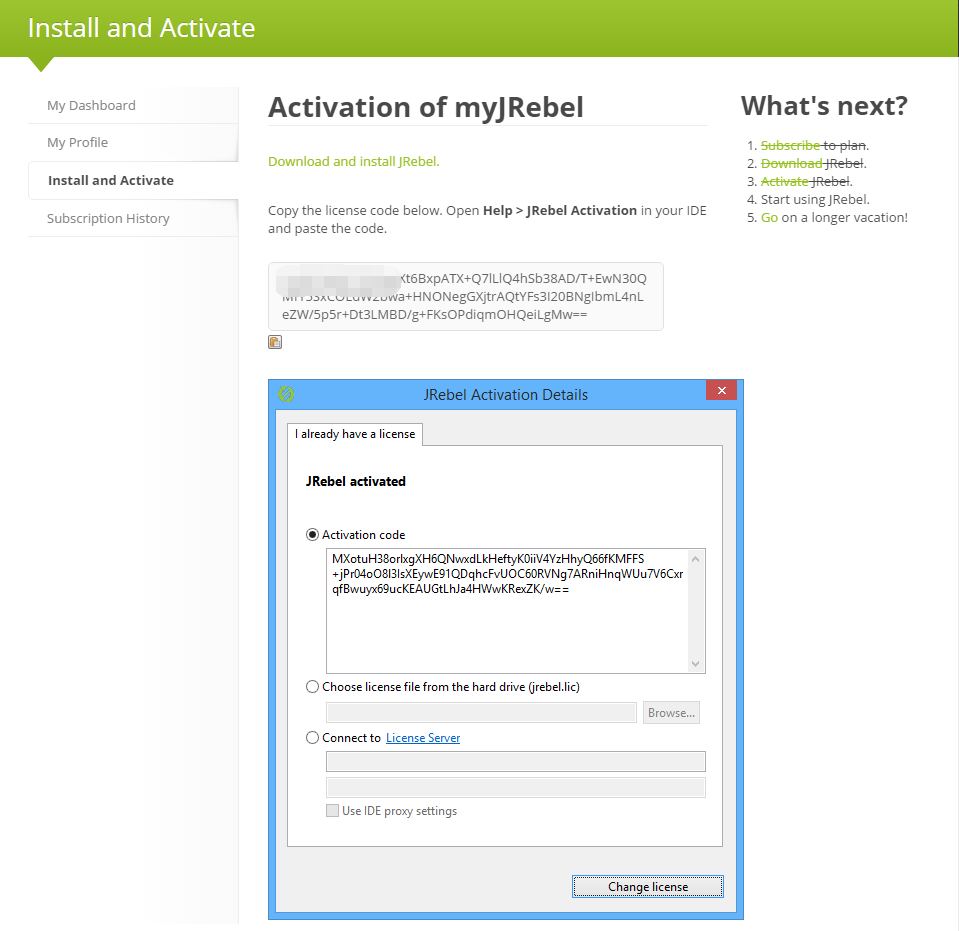 Install and Activate
My Dashboard
My Profile
Install and Activate
Subscription History
Activation of myJRebel
Download and install JRebel.
Copy the license code below. Open Help > JRebel Activation in your IDE
and paste the code.
Xt6BxpATX+Q7lLlQ4hSb38AD/T+EwN30Q
eZW/5p5r+Dt3LMBD/g+FKsOPdiqmOHQeiLgMw==
JRebel Activation Details
I already have a license
JRebel activated
Activation code
MXotuH38orlxgXH6QNwxdLkHeftyK0iiV4YzHhyQ66fKMFFS
+jPr04oO8I3IsXEywE91QDqhcFvUOC60RVNg7ARniHnqWUu7V6Cxr
qfBwuyx69ucKEAUGtLhJa4HWwKRexZK/w==
Choose license file from the hard drive (jrebel.lic)
Browse...
Connect to License Server
Use IDE proxy settings
Change license
What's next?
1. Subscribe to plan.
2. Download JRebel.
3. Activate JRebel.
4. Start using JRebel.
5. Go on a longer vacation!